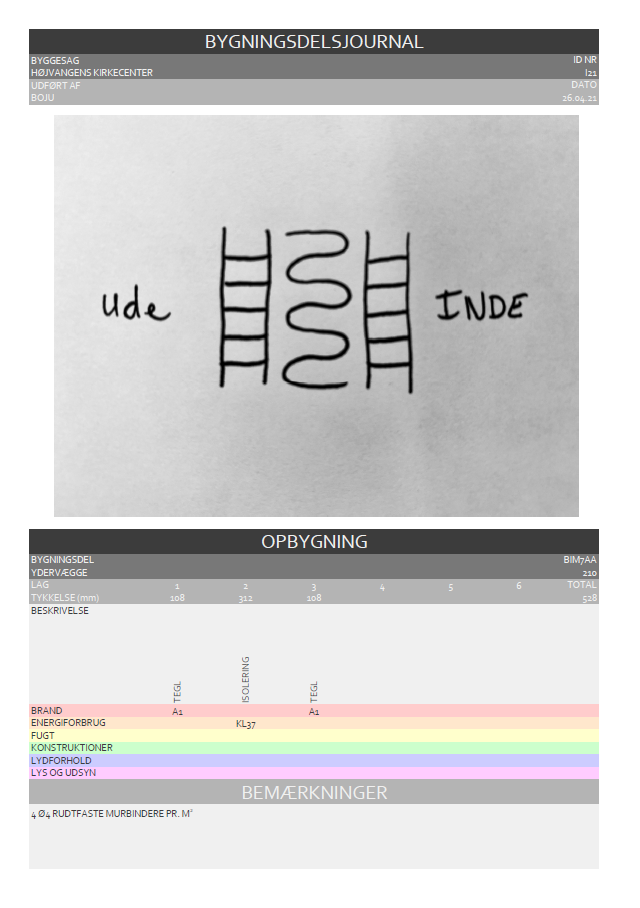 BYGNINGSDELSJOURNAL
BYGGESAG ID NR
HØJVANGENS KIRKECENTER I21
UDFØRT AF DATO
BOJU 26.04.21
Ude INDE
OPBYGNING
BYGNINGSDEL BIM7AA
YDERVÆGGE 210
LAG 1 2 3 4 5 6 TOTAL
TYKKELSE (mm) 108 312 108 528
BESKRIVELSE
TEGL ISOLERING TEGL
BRAND A1 A1
ENERGIFORBRUG KL37
FUGT
KONSTRUKTIONER
LYDFORHOLD
LYS OG UDSYN
BEMÆRKNINGER
4 Ø4 RUDTFASTE MURBINDERE PR. M²